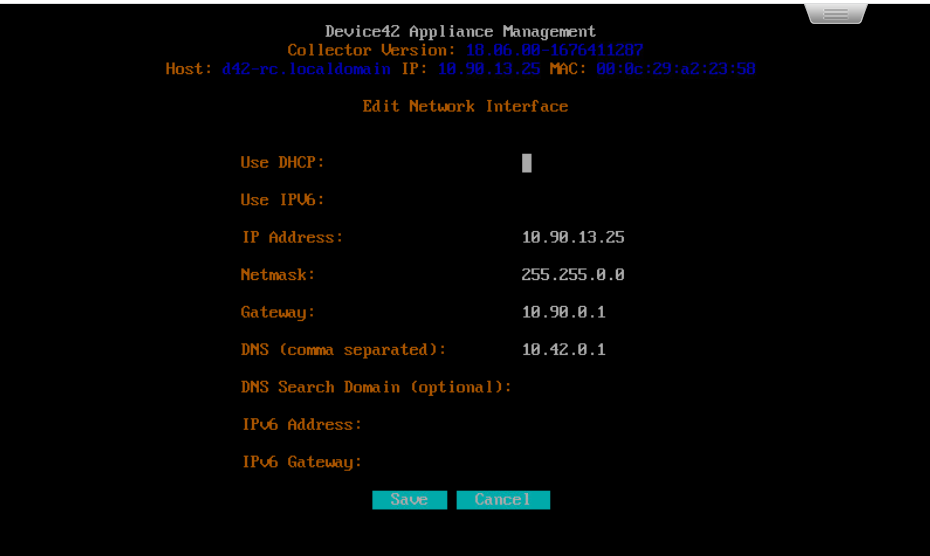 Device42 Appliance Management
Collector Version: 18.06.00-1676411287
Host: d42-rc.localdomain IP: 10.90.13.25 MAC: 00:0c:29:a2:23:50
Edit Network Interface
Use DHCP:
Use IPV6:
IP Address: 10.90.13.25
Netmask: 255.255.0.0
Gateway: 10.90.0.1
DNS (comma separated): 10.42.0.1
DNS Search Domain (optional):
IPv6 Address:
IPv6 Gateway:
Save Cancel